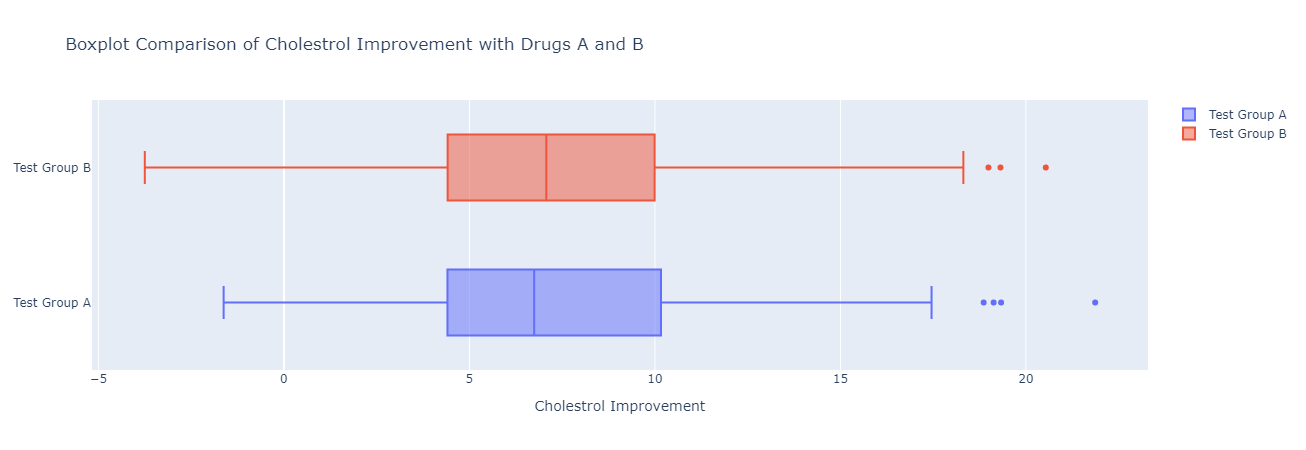 Boxplot Comparison of Cholestrol Improvement with Drugs A and B
Test Group A
Test Group B
Test Group B
Test Group A
−5
0
5
10
15
20
Cholestrol Improvement